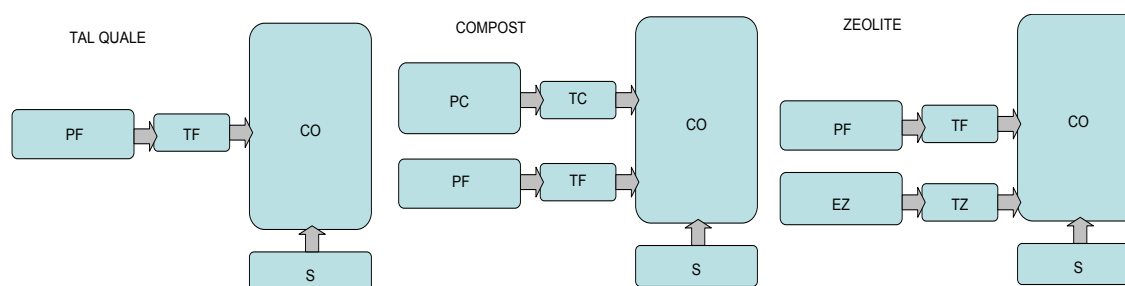 TAL QUALE
PF
TF
CO
S
COMPOST
PC
TC
CO
PF
TF
S
ZEOLITE
PF
TF
CO
EZ
TZ
S